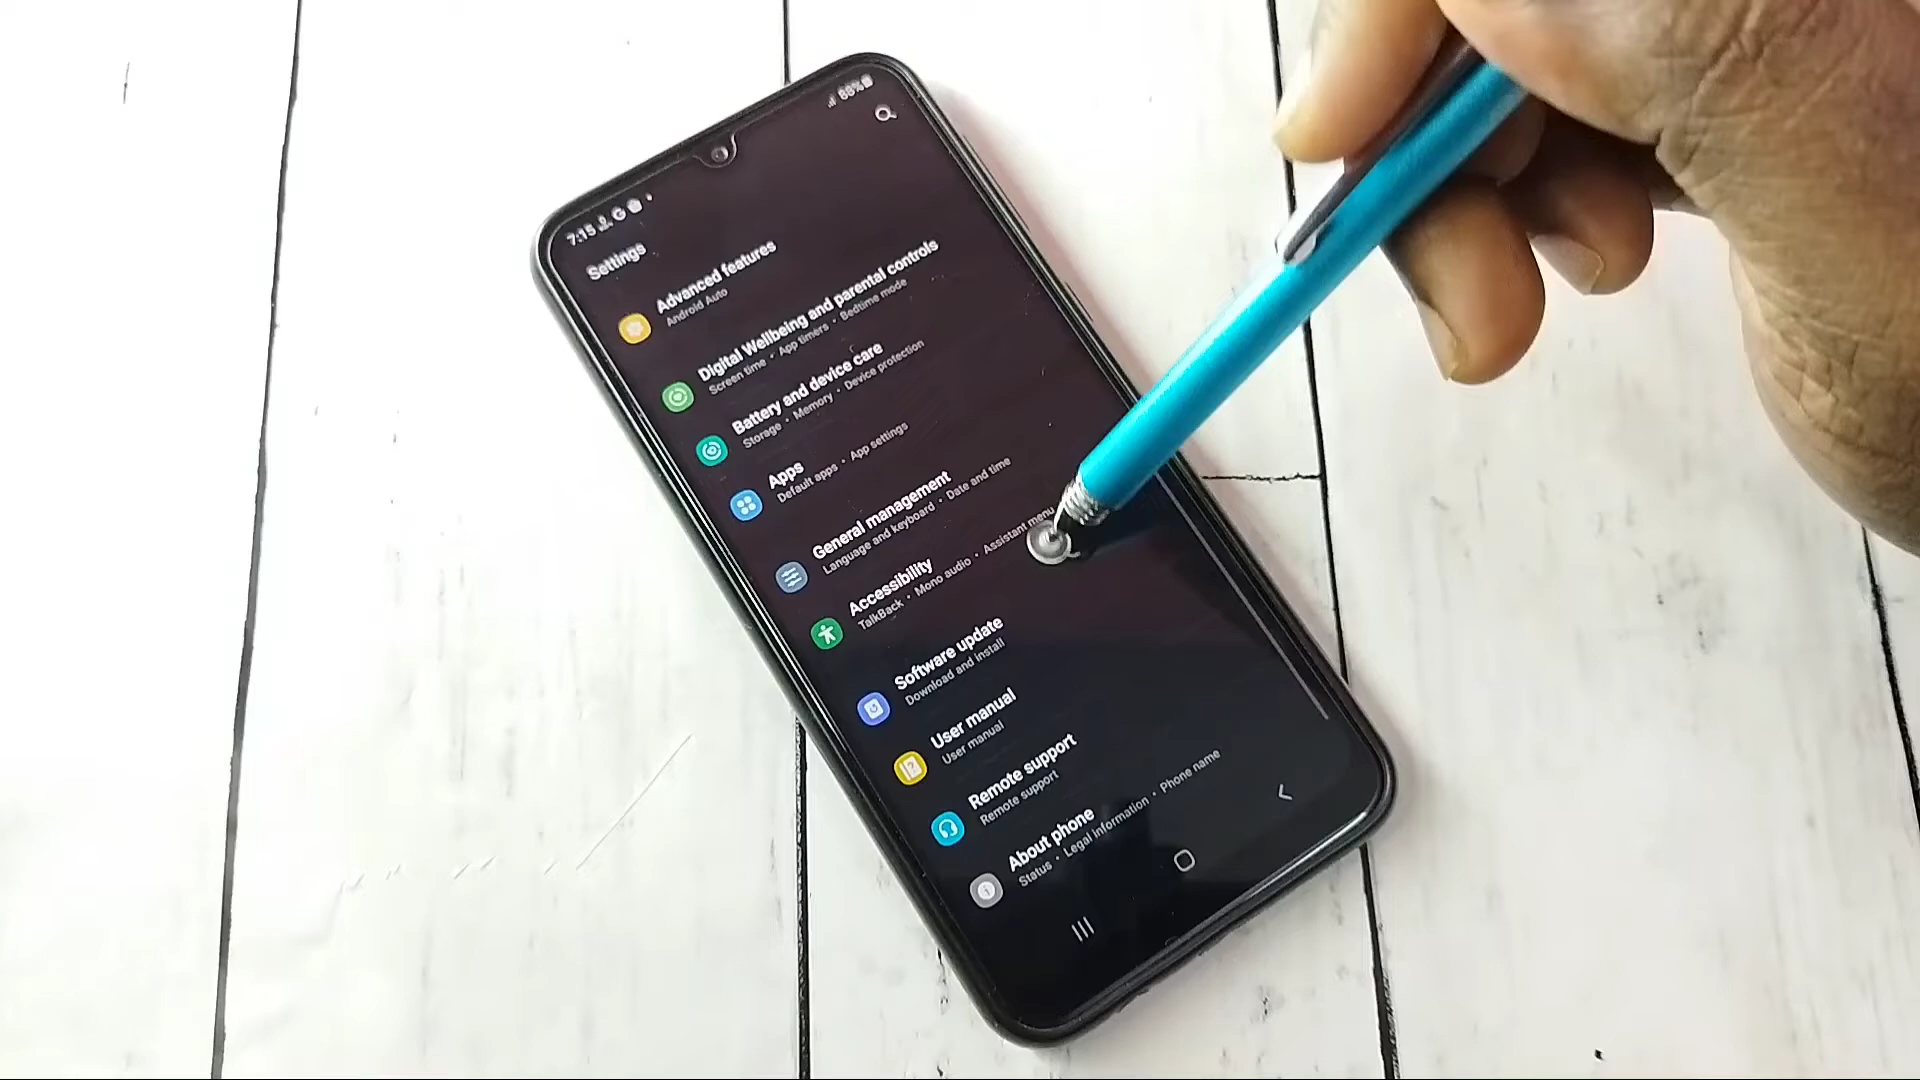 7:15
88%
Settings
Advanced features
Android Auto
Digital Wellbeing and parental controls
Screen time • App timers • Bedtime mode
Battery and device care
Storage • Memory • Device protection
Apps
Default apps • App settings
General management
Language and keyboard • Date and time
Accessibility
TalkBack • Mono audio • Assistant menu
Software update
Download and install
User manual
User manual
Remote support
Remote support
About phone
Status • Legal information • Phone name